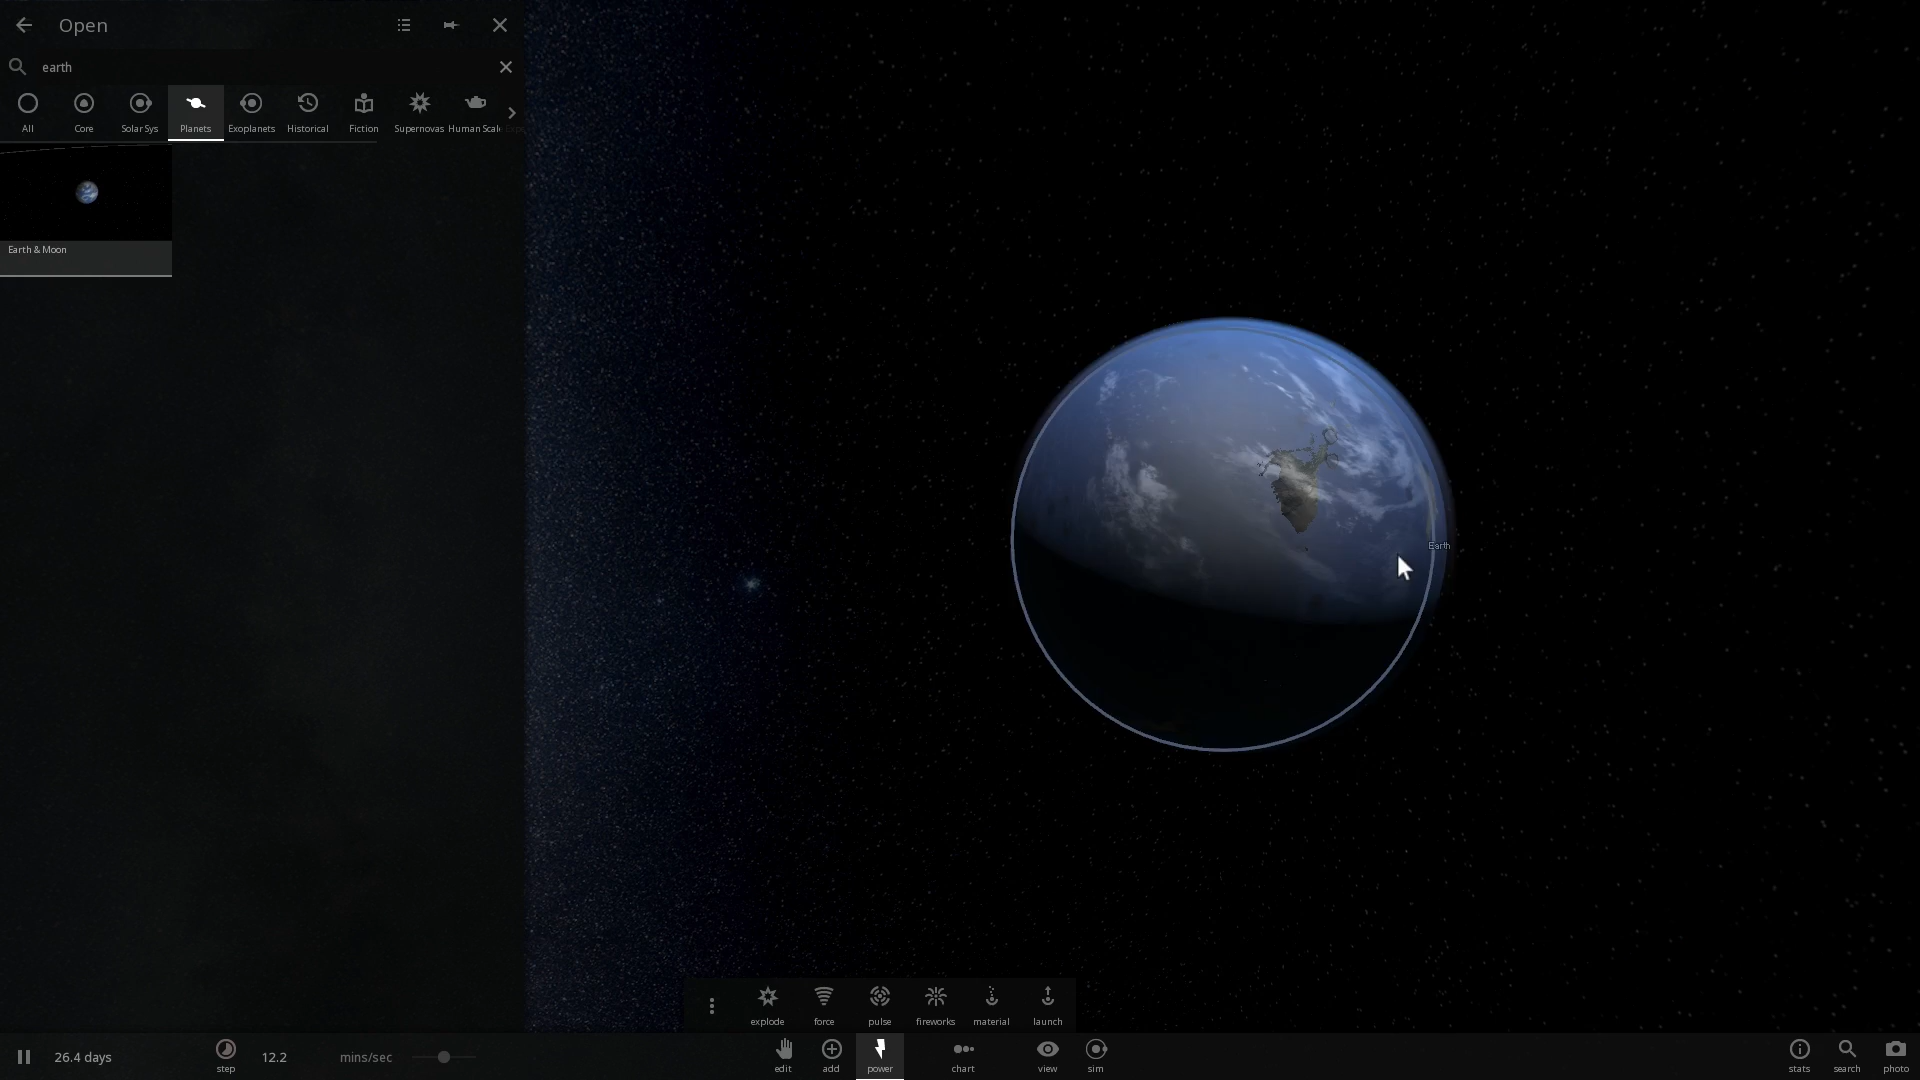 Open
earth
All
Core
Solar Sys
Planets
Exoplanets
Historical
Fiction
Supernovas
Human Scal
Earth & Moon
Earth
explode
force
pulse
fireworks
material
launch
26.4 days
step
12.2
mins/sec
edit
add
power
chart
view
sim
stats
search
photo